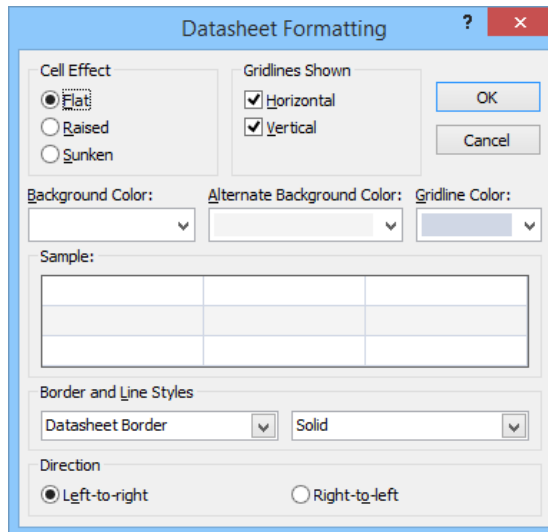 Datasheet Formatting ?
Cell Effect
Flat
Raised
Sunken
Gridlines Shown
Horizontal
Vertical
OK
Cancel
Background Color:
Alternate Background Color:
Gridline Color:
Sample:
Border and Line Styles
Datasheet Border
Solid
Direction
Left-to-right
Right-to-left